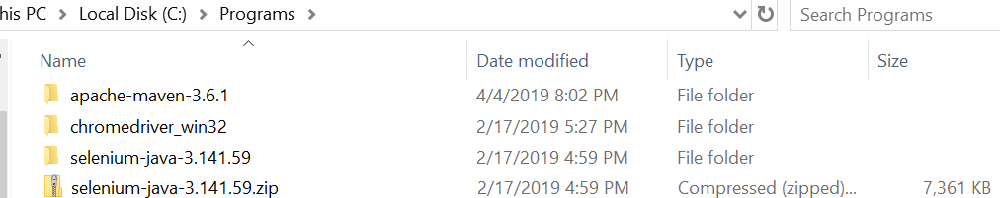 his PC > Local Disk (C:) > Programs > Search Programs
Name Date modified Type Size
apache-maven-3.6.1 4/4/2019 8:02 PM File folder
chromedriver_win32 2/17/2019 5:27 PM File folder
selenium-java-3.141.59 2/17/2019 4:59 PM File folder
selenium-java-3.141.59.zip 2/17/2019 4:59 PM Compressed (zipped)... 7,361 KB